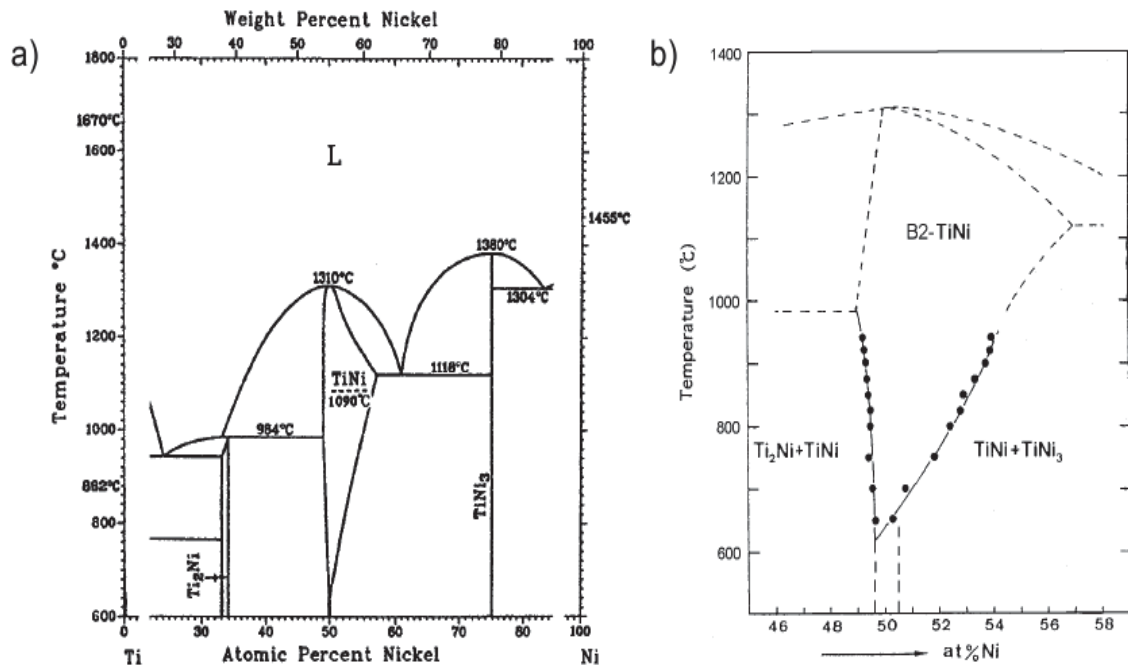 a)
Weight Percent Nickel
0 30 40 50 60 70 80 90 100
1800
1670°C
1600
1400
1200
1000
882°C
800
600
Temperature °C
L
1455°C
1380°C
1310°C
1304°C
TiNi
1090°C
1118°C
984°C
TiNi3
Ti2Ni
0 30 40 50 60 70 80 100
Ti Atomic Percent Nickel Ni
b)
1400
1200
1000
800
600
Temperature (℃)
B2-TiNi
Ti2Ni+TiNi
TiNi+TiNi3
46 48 50 52 54 56 58
at%Ni